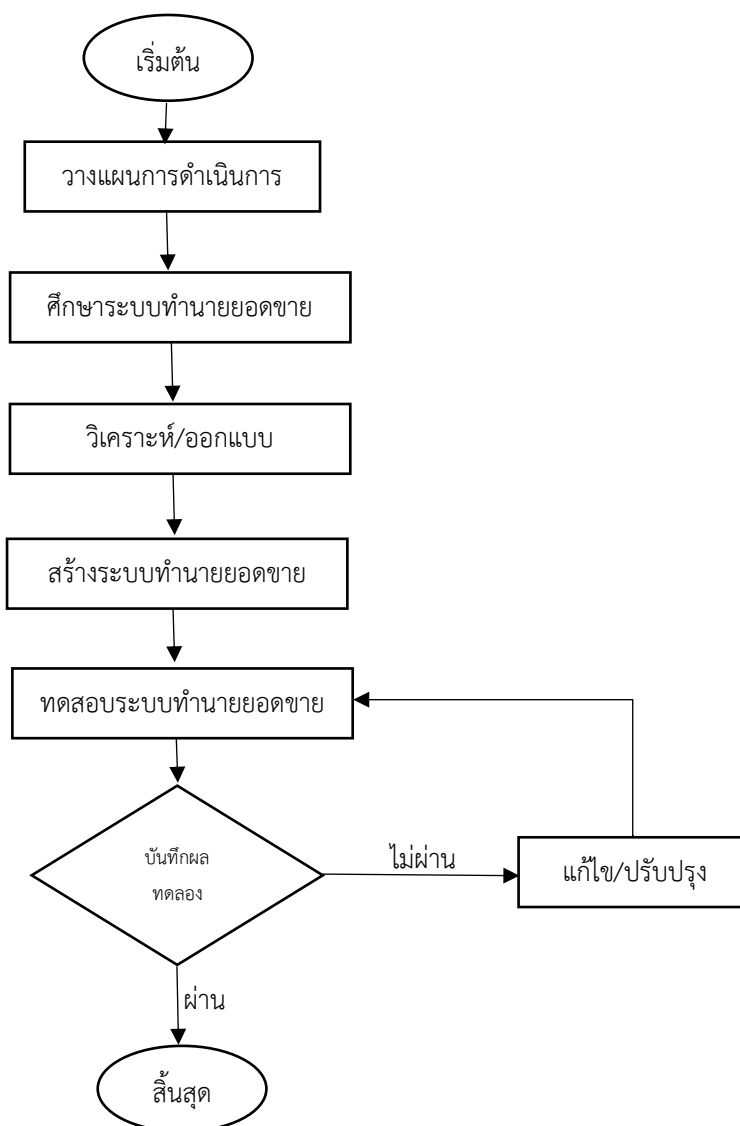 เริ่มต้น
วางแผนการดำเนินการ
ศึกษาระบบทำนายยอดขาย
วิเคราะห์/ออกแบบ
สร้างระบบทำนายยอดขาย
ทดสอบระบบทำนายยอดขาย
บันทึกผล
ทดลอง
ไม่ผ่าน
แก้ไข/ปรับปรุง
ผ่าน
สิ้นสุด